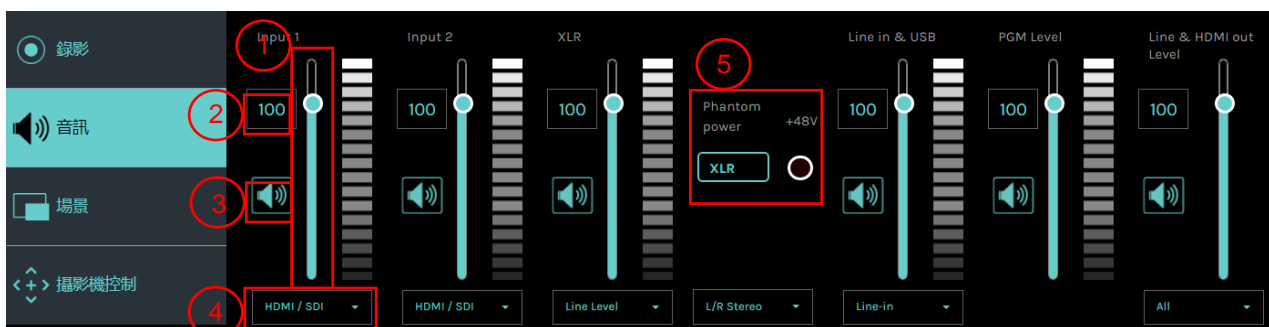 錄影
音訊
場景
攝影機控制
Input 1
Input 2
XLR
Line in & USB
PGM Level
Line & HDMI out
Level
1
2
3
4
5
100
100
100
Phantom
power
+48V
XLR
100
100
100
HDMI / SDI
HDMI / SDI
Line Level
L/R Stereo
Line-in
All